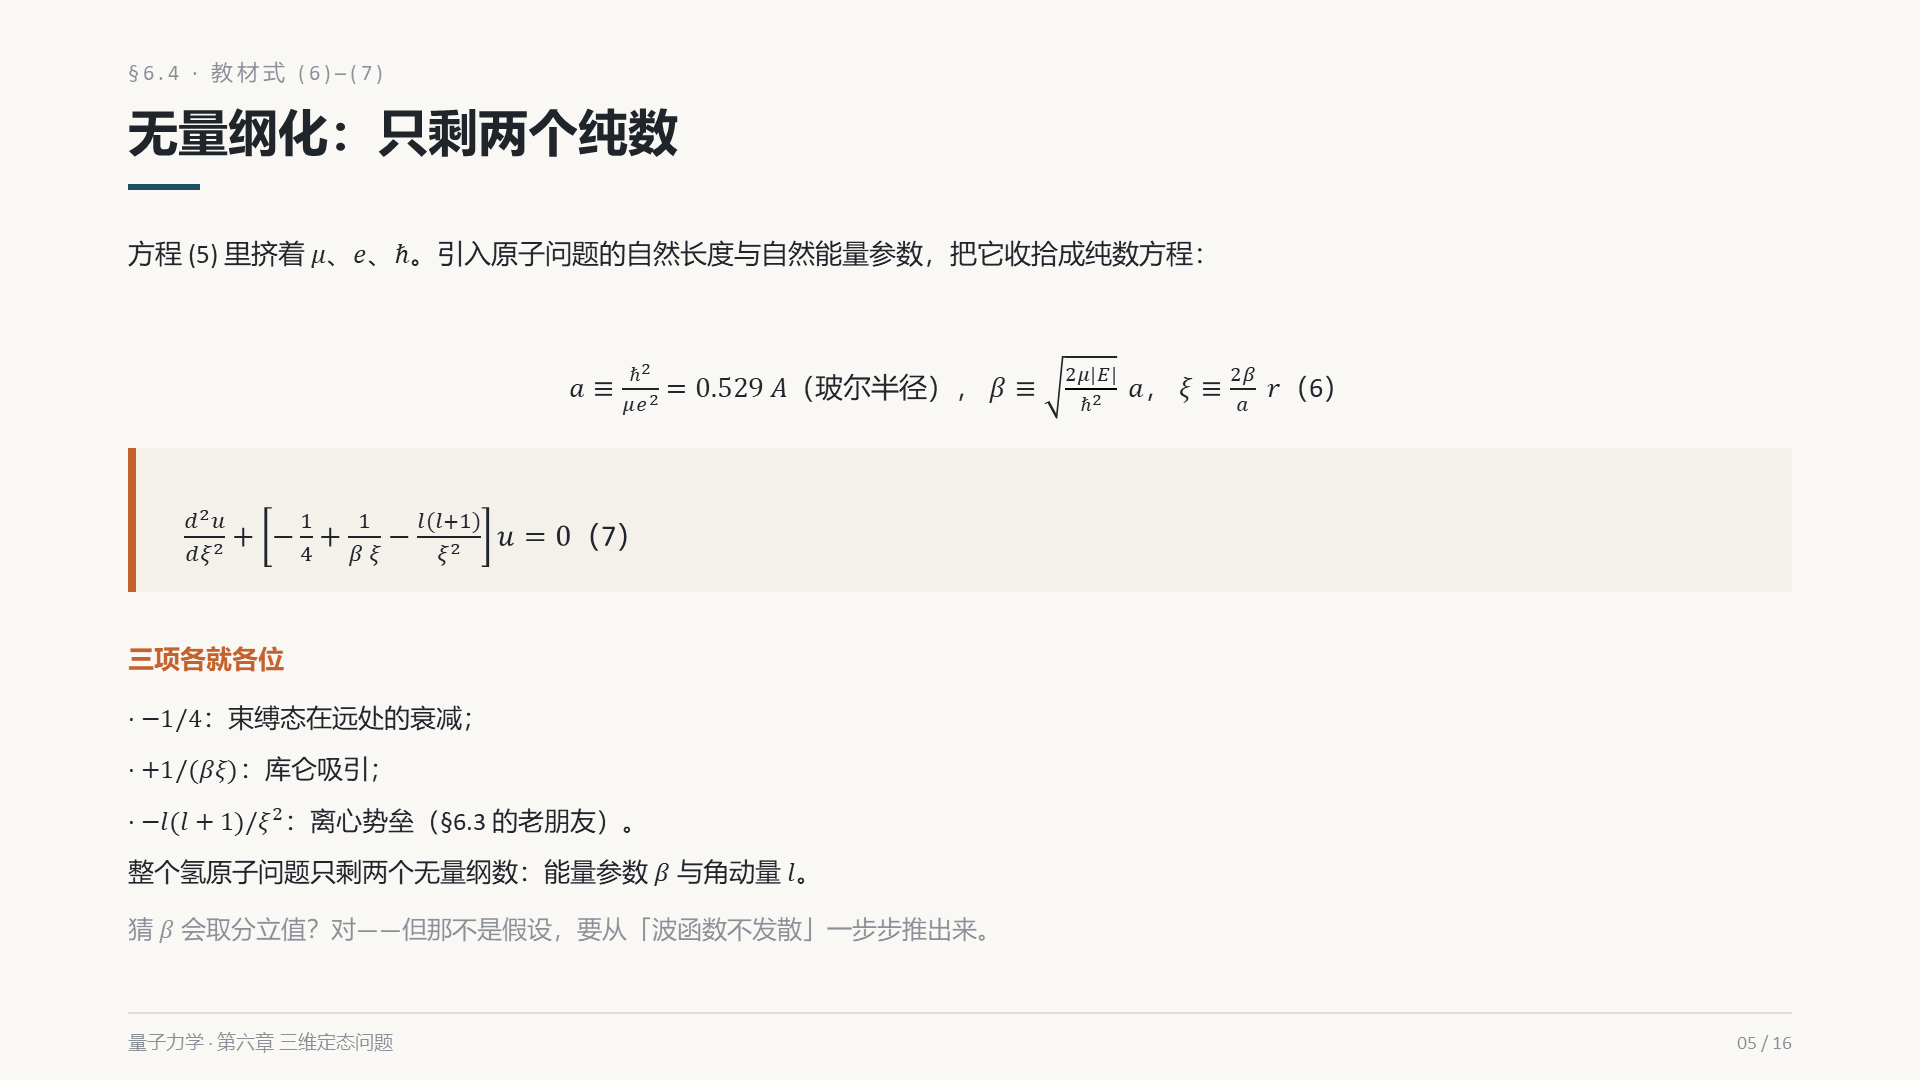 §6.4 · 教材式 (6)–(7)
无量纲化：只剩两个纯数
方程 (5) 里挤着 μ、e、ℏ。引入原子问题的自然长度与自然能量参数，把它收拾成纯数方程：
a ≡ ℏ²/(μe²) = 0.529 A（玻尔半径）， β ≡ √(2μ|E|/ℏ²) a， ξ ≡ (2β/a) r（6）
d²u/dξ² + [−1/4 + 1/(β ξ) − l(l+1)/ξ²] u = 0（7）
三项各就各位
· −1/4：束缚态在远处的衰减；
· +1/(βξ)：库仑吸引；
· −l(l + 1)/ξ²：离心势垒（§6.3 的老朋友）。
整个氢原子问题只剩两个无量纲数：能量参数 β 与角动量 l。
猜 β 会取分立值？对——但那不是假设，要从「波函数不发散」一步步推出来。
量子力学 · 第六章 三维定态问题
05 / 16